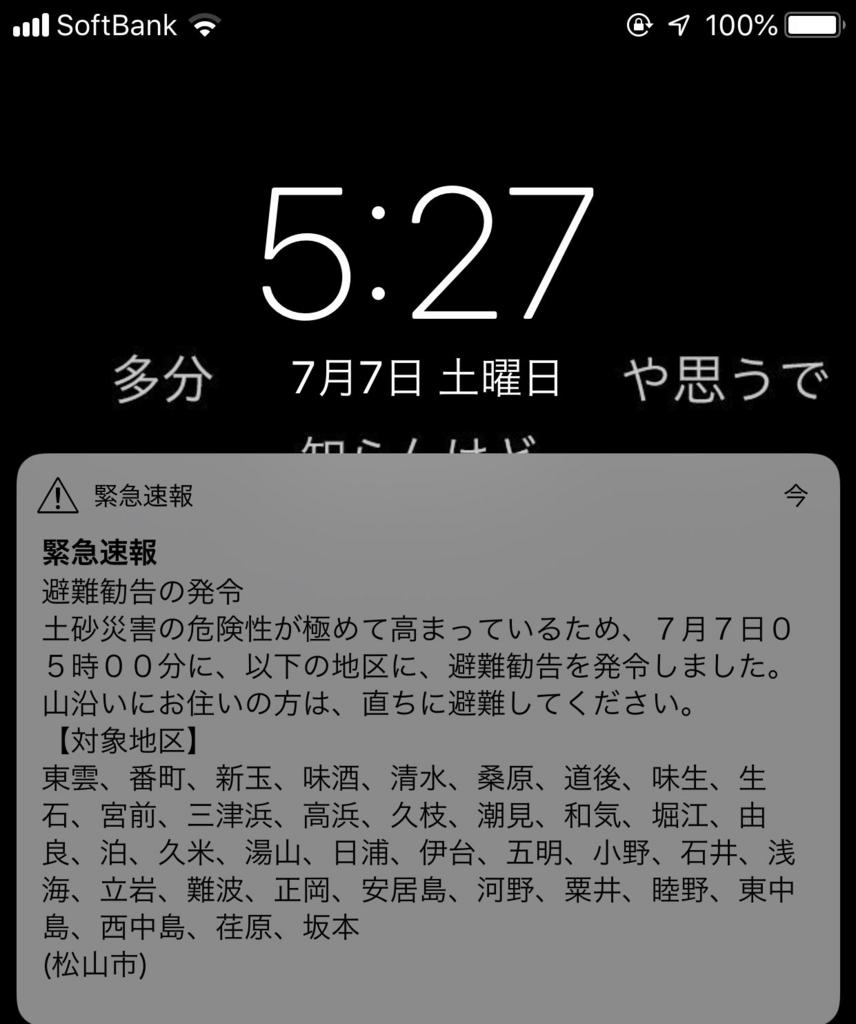 SoftBank 100%
5:27
多分 7月7日 土曜日 や思うで
知らんけど
緊急速報 今
緊急速報
避難勧告の発令
土砂災害の危険性が極めて高まっているため、７月７日０
５時００分に、以下の地区に、避難勧告を発令しました。
山沿いにお住いの方は、直ちに避難してください。
【対象地区】
東雲、番町、新玉、味酒、清水、桑原、道後、味生、生
石、宮前、三津浜、高浜、久枝、潮見、和気、堀江、由
良、泊、久米、湯山、日浦、伊台、五明、小野、石井、浅
海、立岩、難波、正岡、安居島、河野、粟井、睦野、東中
島、西中島、荏原、坂本
(松山市)